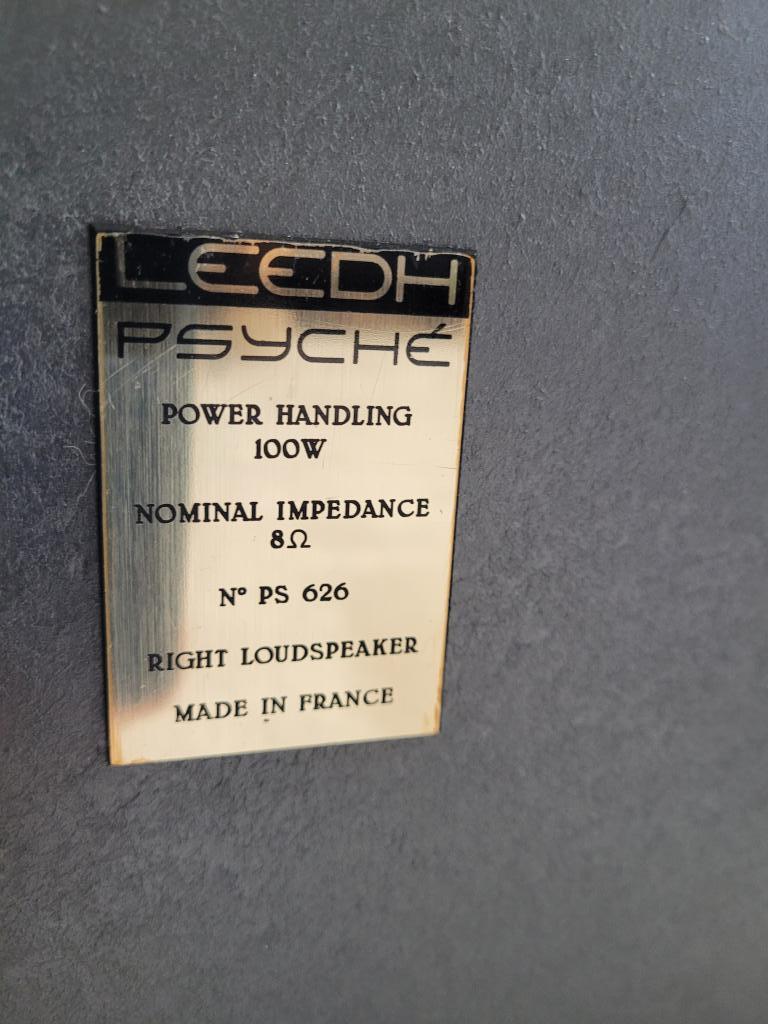 LEEDH
PSYCHÉ
POWER HANDLING
100W
NOMINAL IMPEDANCE
8Ω
N° PS 626
RIGHT LOUDSPEAKER
MADE IN FRANCE